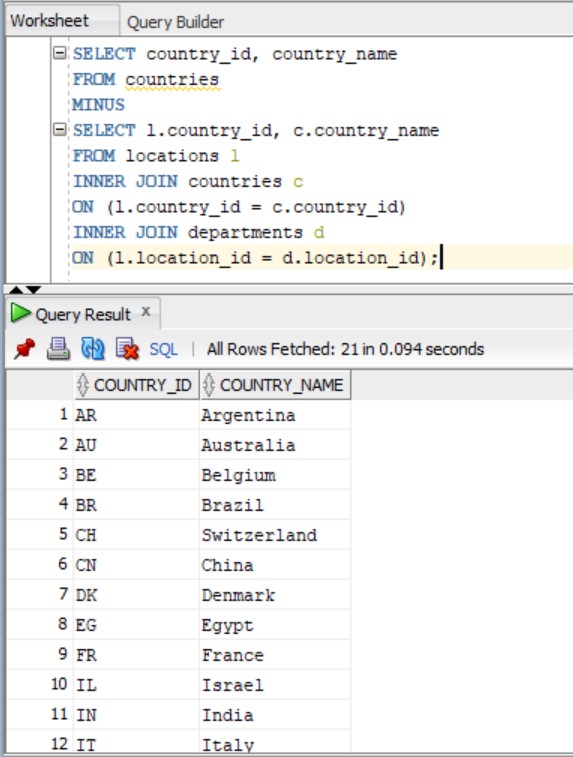 Worksheet Query Builder
SELECT country_id, country_name
FROM countries
MINUS
SELECT l.country_id, c.country_name
FROM locations l
INNER JOIN countries c
ON (l.country_id = c.country_id)
INNER JOIN departments d
ON (l.location_id = d.location_id);
Query Result x
SQL | All Rows Fetched: 21 in 0.094 seconds
COUNTRY_ID COUNTRY_NAME
1 AR Argentina
2 AU Australia
3 BE Belgium
4 BR Brazil
5 CH Switzerland
6 CN China
7 DK Denmark
8 EG Egypt
9 FR France
10 IL Israel
11 IN India
12 IT Italy